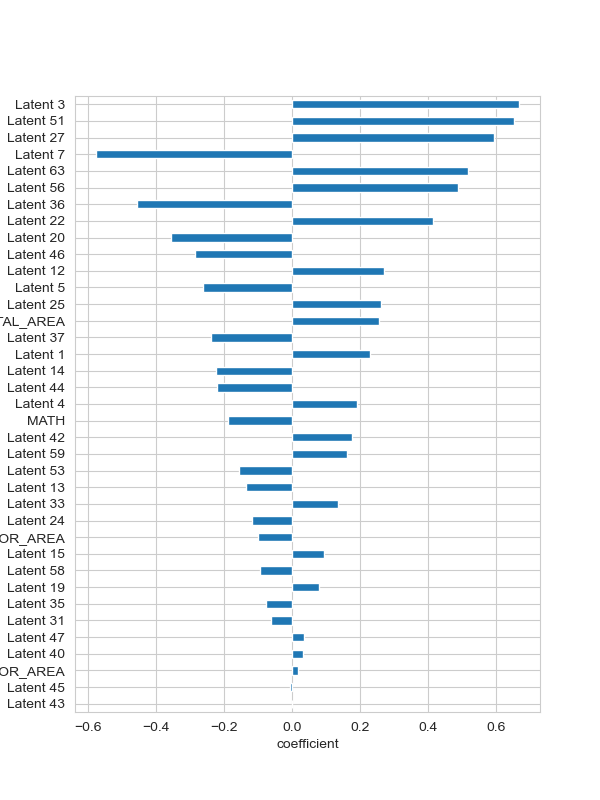 Latent 3
Latent 51
Latent 27
Latent 7
Latent 63
Latent 56
Latent 36
Latent 22
Latent 20
Latent 46
Latent 12
Latent 5
Latent 25
TAL_AREA
Latent 37
Latent 1
Latent 14
Latent 44
Latent 4
MATH
Latent 42
Latent 59
Latent 53
Latent 13
Latent 33
Latent 24
OR_AREA
Latent 15
Latent 58
Latent 19
Latent 35
Latent 31
Latent 47
Latent 40
OR_AREA
Latent 45
Latent 43
−0.6 −0.4 −0.2 0.0 0.2 0.4 0.6
coefficient